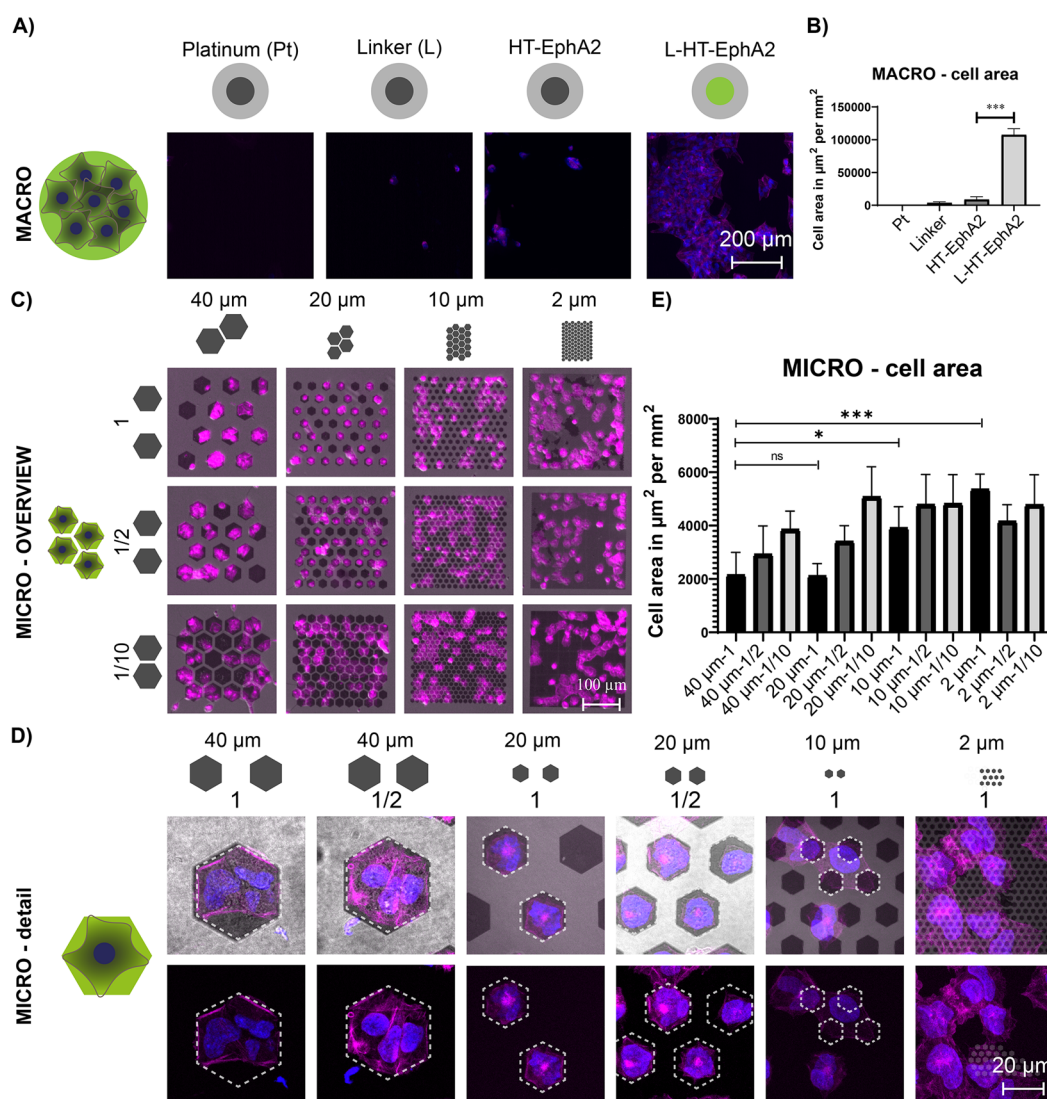 A)
Platinum (Pt)
Linker (L)
HT-EphA2
L-HT-EphA2
MACRO
200 µm
B)
MACRO - cell area
Cell area in µm² per mm²
150000
100000
50000
0
***
Pt
Linker
HT-EphA2
L-HT-EphA2
C)
40 µm
20 µm
10 µm
2 µm
MICRO - OVERVIEW
1
1/2
1/10
100 µm
E)
MICRO - cell area
Cell area in µm² per mm²
8000
6000
4000
2000
0
***
*
ns
40 µm-1
40 µm-1/2
40 µm-1/10
20 µm-1
20 µm-1/2
20 µm-1/10
10 µm-1
10 µm-1/2
10 µm-1/10
2 µm-1
2 µm-1/2
2 µm-1/10
D)
40 µm
40 µm
20 µm
20 µm
10 µm
2 µm
1
1/2
1
1/2
1
1
MICRO - detail
20 µm